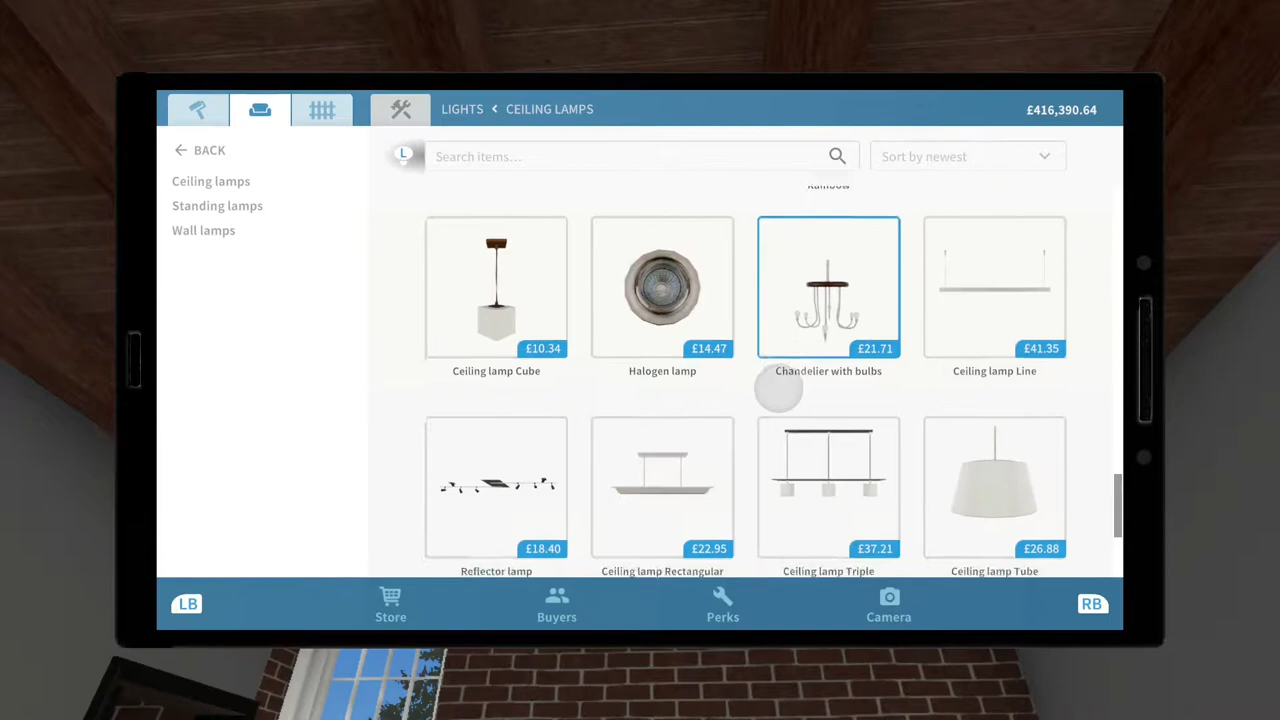 LIGHTS < CEILING LAMPS
£416,390.64
BACK
L
Search items...
Sort by newest
Ceiling lamps
Standing lamps
Wall lamps
Rainbow
£10.34
£14.47
£21.71
£41.35
Ceiling lamp Cube
Halogen lamp
Chandelier with bulbs
Ceiling lamp Line
£18.40
£22.95
£37.21
£26.88
Reflector lamp
Ceiling lamp Rectangular
Ceiling lamp Triple
Ceiling lamp Tube
LB
Store
Buyers
Perks
Camera
RB